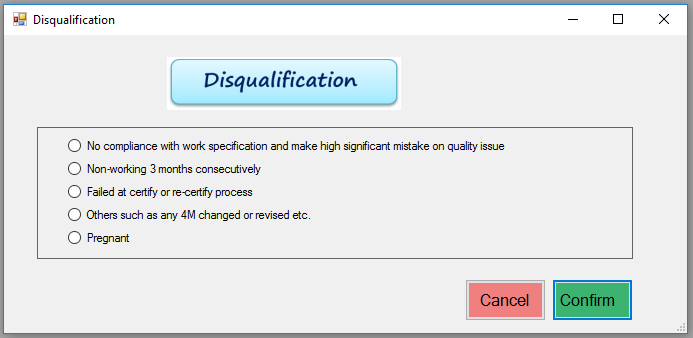 Disqualification
Disqualification
No compliance with work specification and make high significant mistake on quality issue
Non-working 3 months consecutively
Failed at certify or re-certify process
Others such as any 4M changed or revised etc.
Pregnant
Cancel Confirm